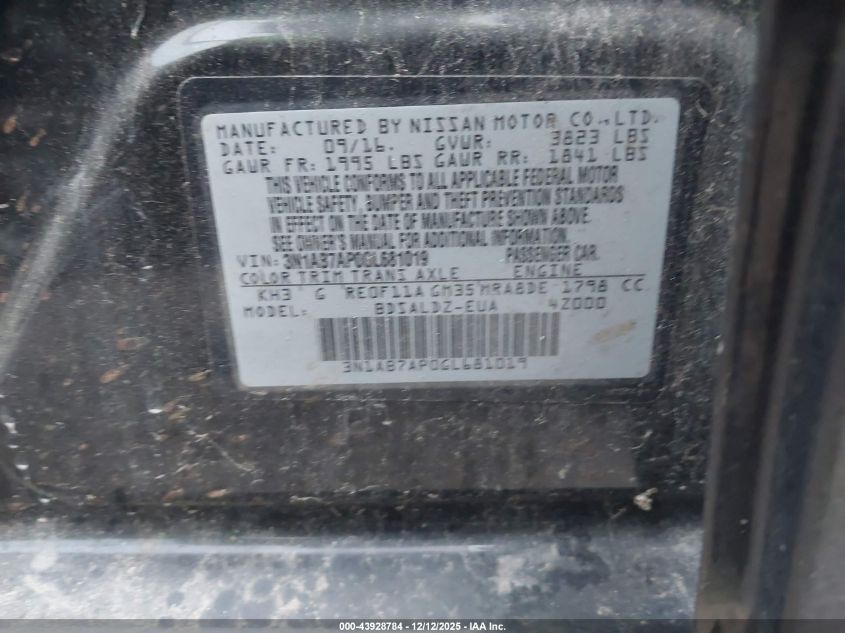 MANUFACTURED BY NISSAN MOTOR CO.,LTD.
DATE: 09/16. GVWR: 3823 LBS
GAWR FR: 1995 LBS GAWR RR: 1841 LBS
THIS VEHICLE CONFORMS TO ALL APPLICABLE FEDERAL MOTOR
VEHICLE SAFETY, BUMPER AND THEFT PREVENTION STANDARDS
IN EFFECT ON THE DATE OF MANUFACTURE SHOWN ABOVE.
SEE OWNER'S MANUAL FOR ADDITIONAL INFORMATION.
VIN: 3N1AB7AP0GL681019 PASSENGER CAR.
COLOR TRIM TRANS AXLE ENGINE
KH3 G RE0F11A GM35 MRA8DE 1798 CC
MODEL: BDSALDZ-EUA 42000
3N1AB7AP0GL681019
000-43928784 - 12/12/2025 - IAA Inc.